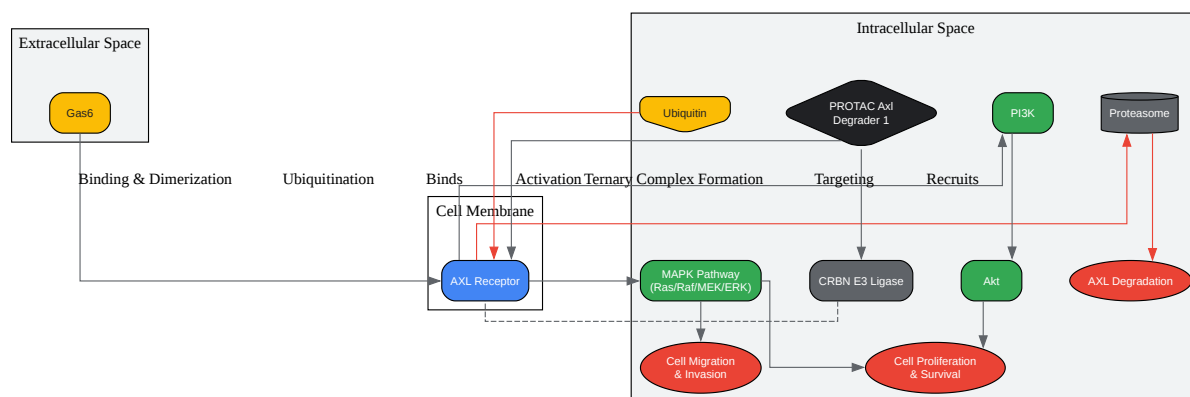 Extracellular Space
Intracellular Space
Gas6
Ubiquitin
PROTAC Axl
Degrader 1
PI3K
Proteasome
Binding & Dimerization
Ubiquitination
Binds
Activation
Ternary Complex Formation
Targeting
Recruits
Cell Membrane
AXL Receptor
MAPK Pathway
(Ras/Raf/MEK/ERK)
CRBN E3 Ligase
Akt
AXL Degradation
Cell Migration
& Invasion
Cell Proliferation
& Survival